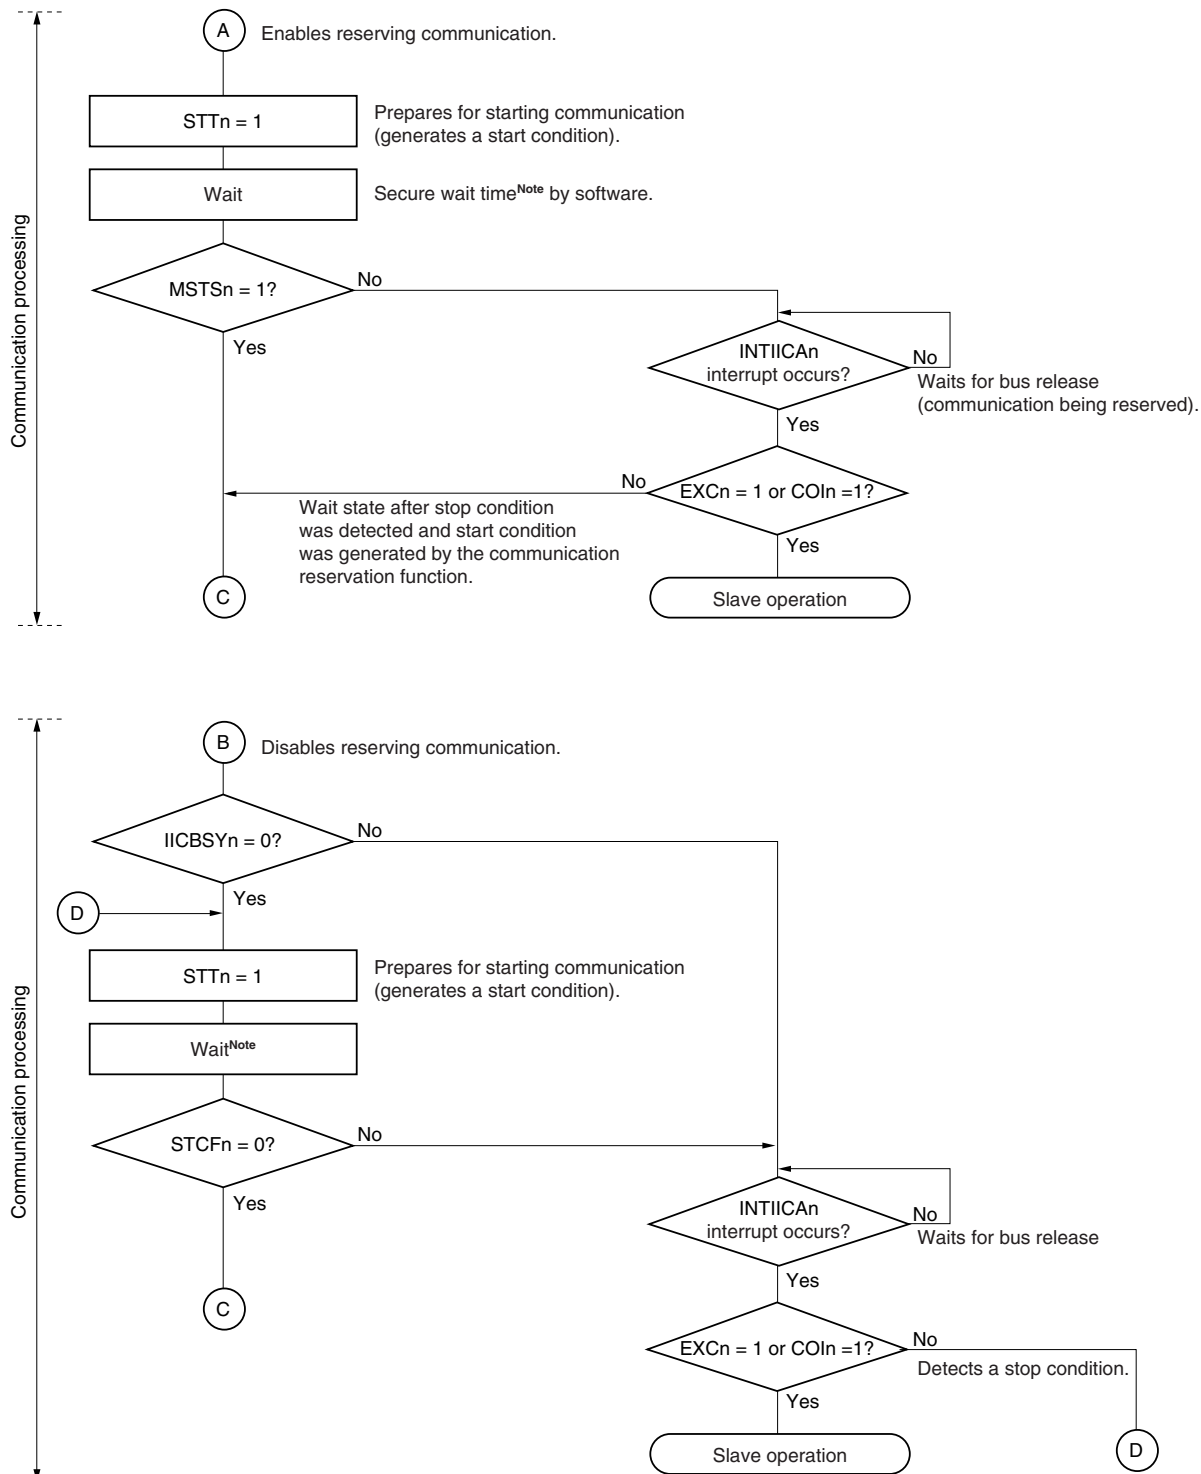 A
Enables reserving communication.
STTn = 1
Prepares for starting communication
(generates a start condition).
Wait
Secure wait timeNote by software.
MSTSn = 1?
No
Yes
INTIICAn
interrupt occurs?
No
Waits for bus release
(communication being reserved).
Yes
EXCn = 1 or COIn =1?
No
Wait state after stop condition
was detected and start condition
was generated by the communication
reservation function.
Yes
C
Slave operation
Communication processing
B
Disables reserving communication.
IICBSYn = 0?
No
Yes
D
STTn = 1
Prepares for starting communication
(generates a start condition).
WaitNote
STCFn = 0?
No
Yes
INTIICAn
interrupt occurs?
No
Waits for bus release
Yes
C
EXCn = 1 or COIn =1?
No
Detects a stop condition.
Yes
Slave operation
D
Communication processing